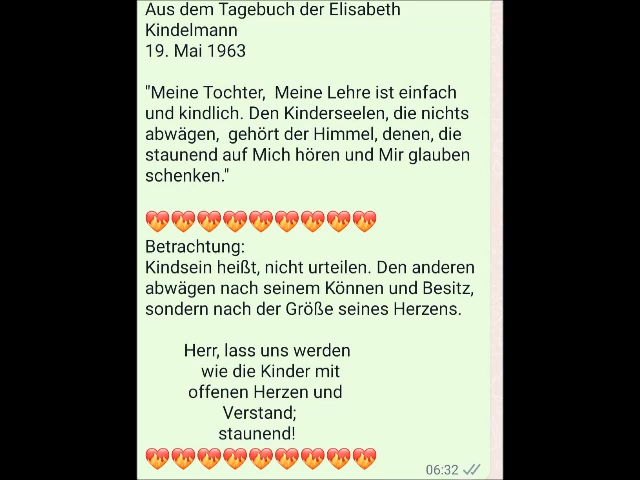 Aus dem Tagebuch der Elisabeth
Kindelmann
19. Mai 1963
"Meine Tochter, Meine Lehre ist einfach
und kindlich. Den Kinderseelen, die nichts
abwägen, gehört der Himmel, denen, die
staunend auf Mich hören und Mir glauben
schenken."
❤️‍🔥❤️‍🔥❤️‍🔥❤️‍🔥❤️‍🔥❤️‍🔥❤️‍🔥❤️‍🔥❤️‍🔥
Betrachtung:
Kindsein heißt, nicht urteilen. Den anderen
abwägen nach seinem Können und Besitz,
sondern nach der Größe seines Herzens.
Herr, lass uns werden
wie die Kinder mit
offenen Herzen und
Verstand;
staunend!
❤️‍🔥❤️‍🔥❤️‍🔥❤️‍🔥❤️‍🔥❤️‍🔥❤️‍🔥❤️‍🔥❤️‍🔥
06:32